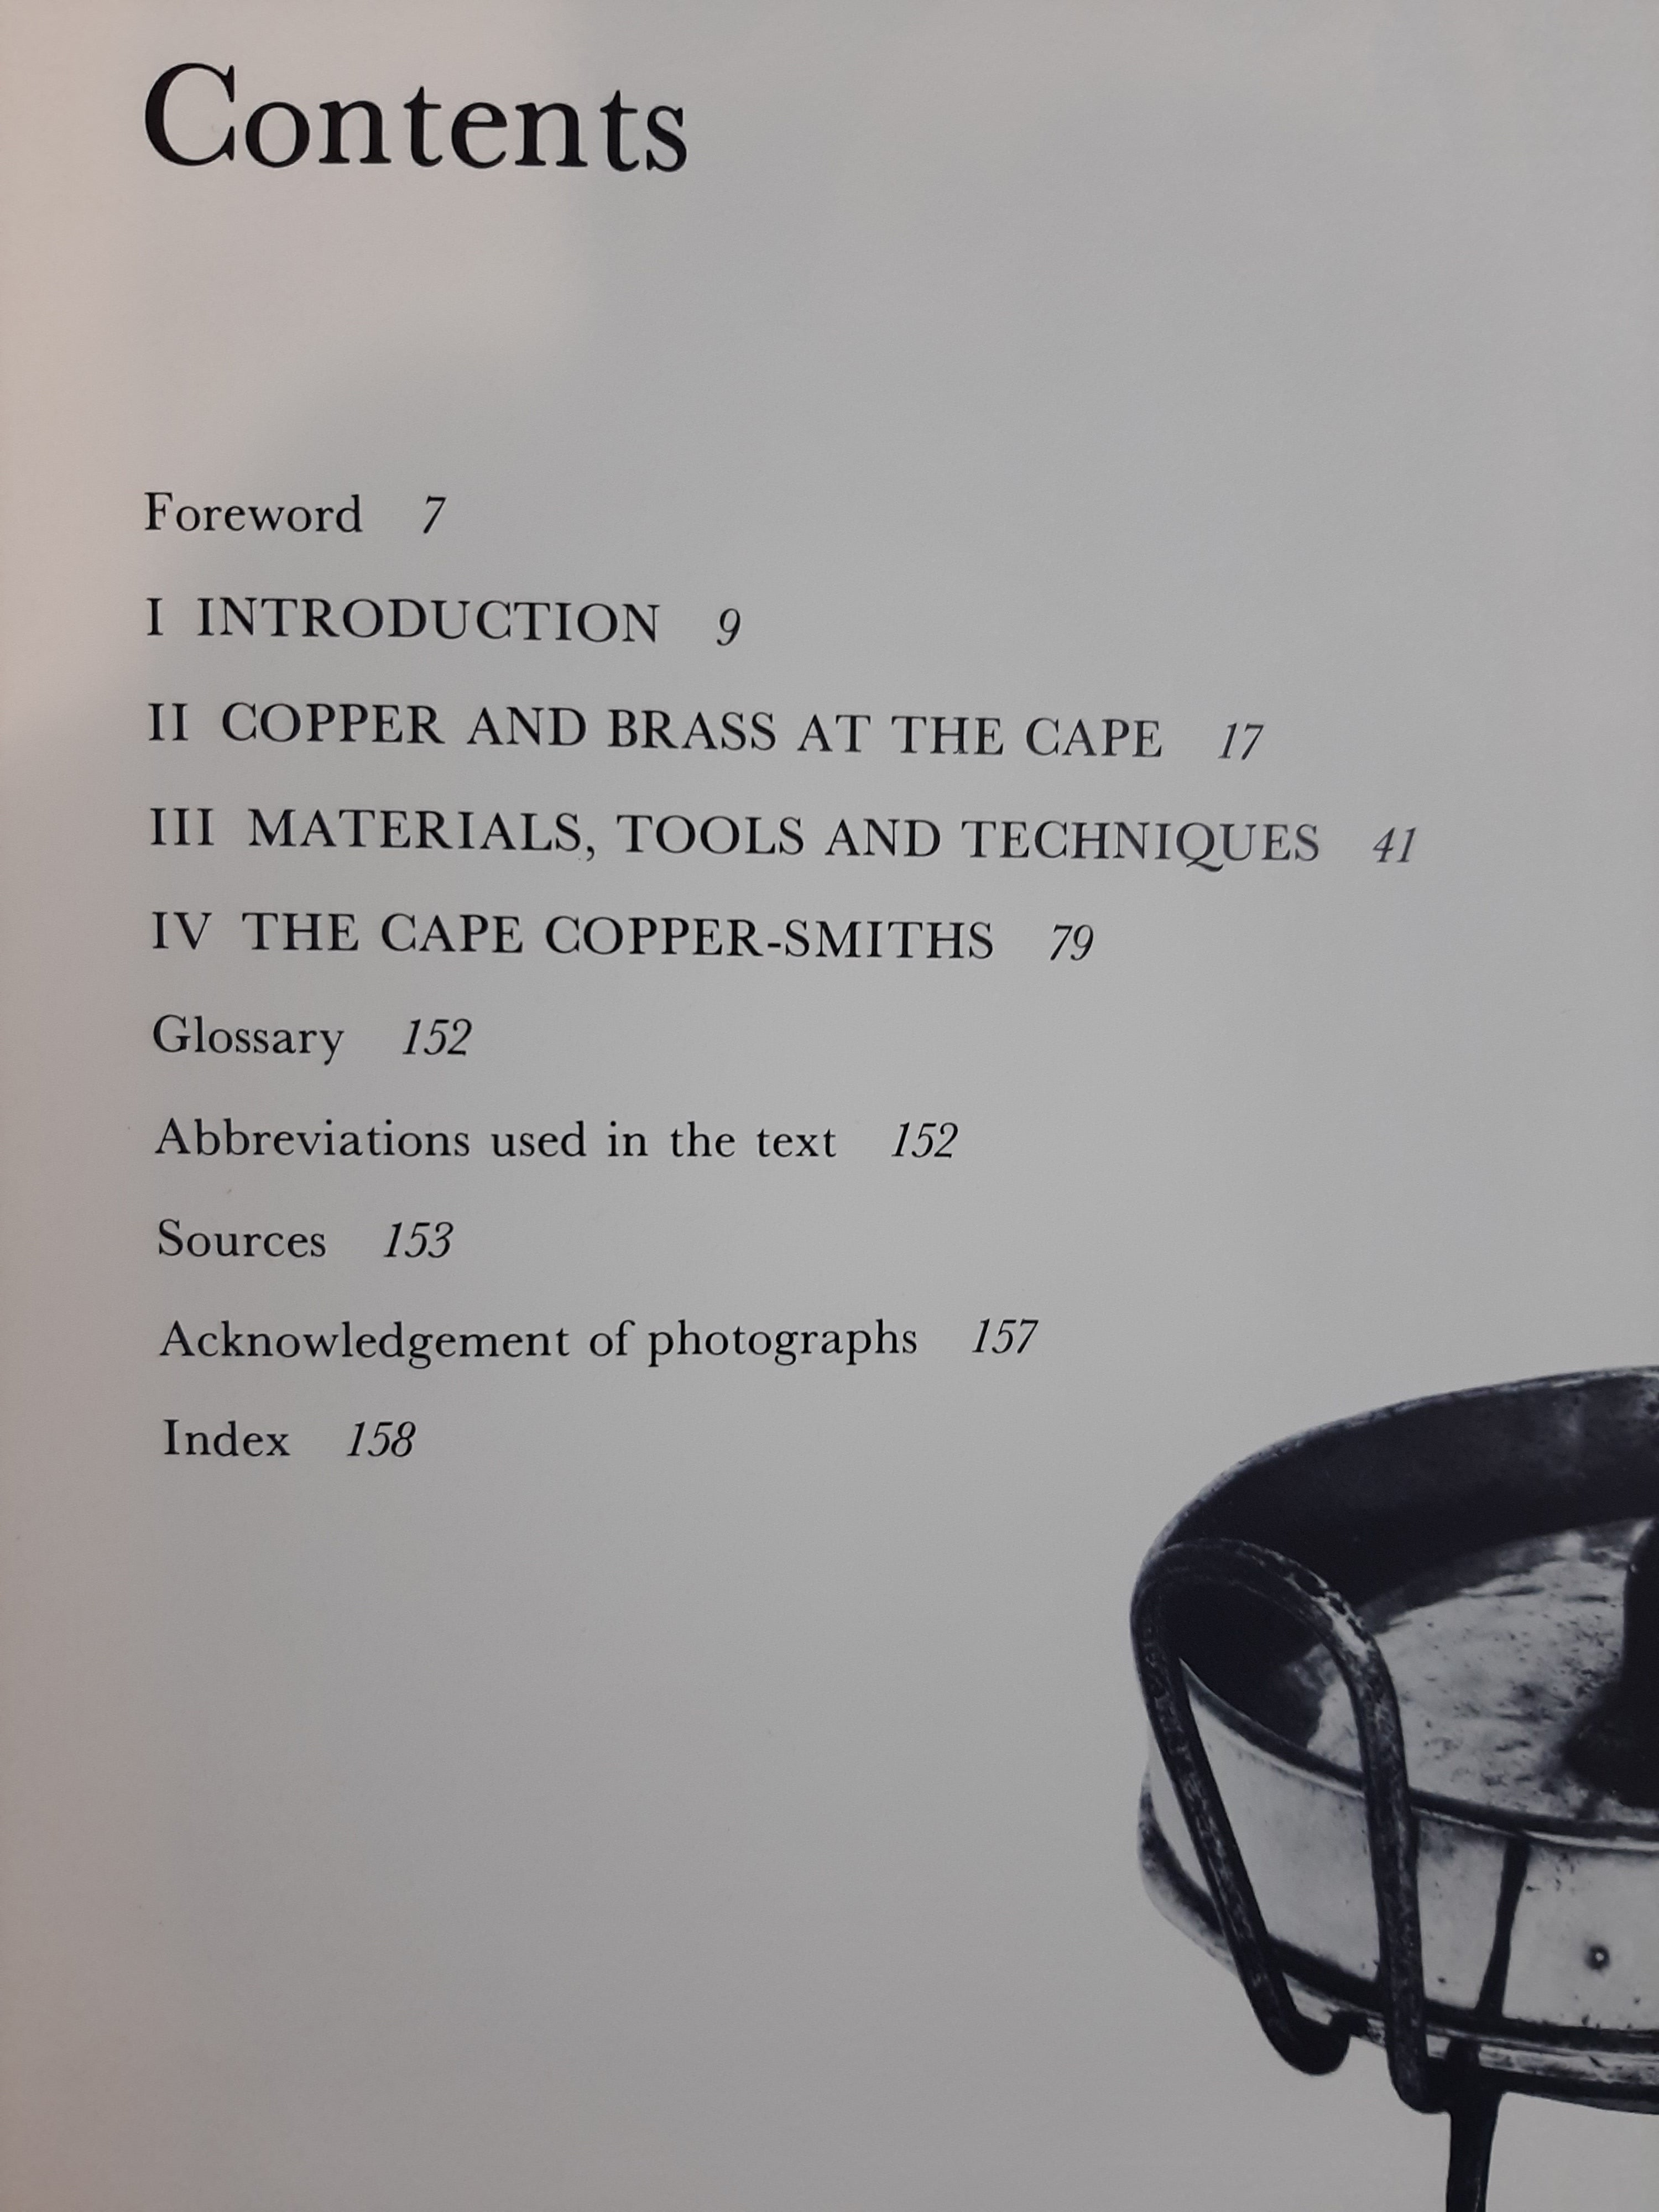 Contents
Foreword 7
I INTRODUCTION 9
II COPPER AND BRASS AT THE CAPE 17
III MATERIALS, TOOLS AND TECHNIQUES 41
IV THE CAPE COPPER-SMITHS 79
Glossary 152
Abbreviations used in the text 152
Sources 153
Acknowledgement of photographs 157
Index 158